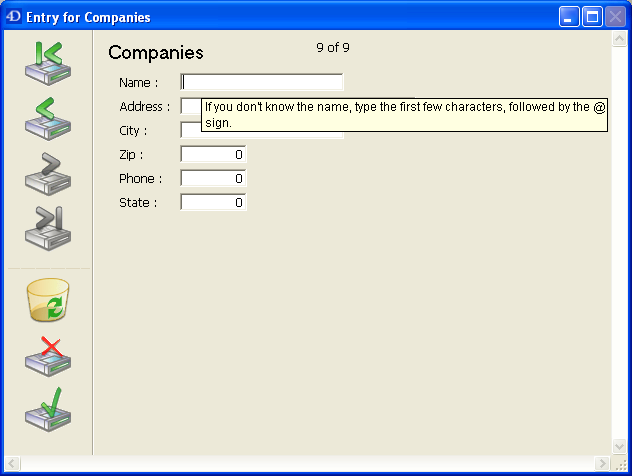 4D Entry for Companies
Companies
9 of 9
Name :
Address :
If you don't know the name, type the first few characters, followed by the @
sign.
City :
Zip : 0
Phone : 0
State : 0